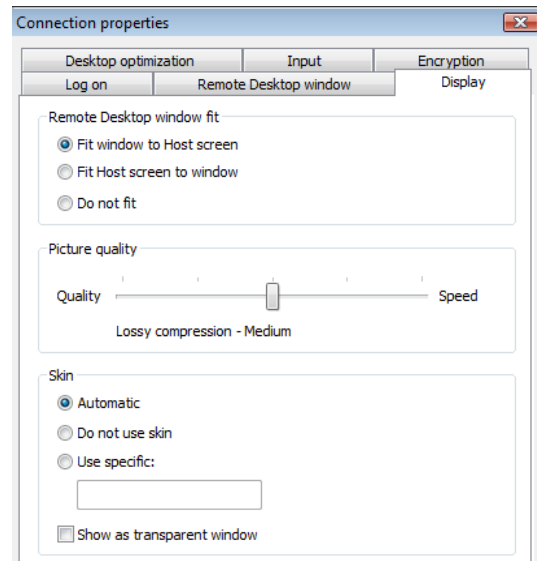 Connection properties
Desktop optimization Input Encryption
Log on Remote Desktop window Display
Remote Desktop window fit
Fit window to Host screen
Fit Host screen to window
Do not fit
Picture quality
Quality Speed
Lossy compression - Medium
Skin
Automatic
Do not use skin
Use specific:
Show as transparent window